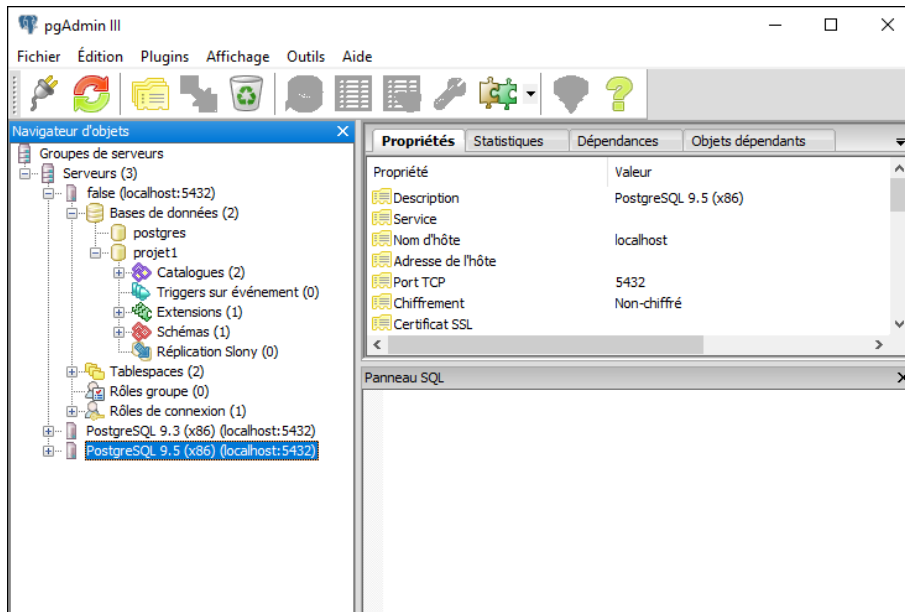 pgAdmin III
Fichier Édition Plugins Affichage Outils Aide
Navigateur d'objets
Groupes de serveurs
Serveurs (3)
false (localhost:5432)
Bases de données (2)
postgres
projet1
Catalogues (2)
Triggers sur événement (0)
Extensions (1)
Schémas (1)
Réplication Slony (0)
Tablespaces (2)
Rôles groupe (0)
Rôles de connexion (1)
PostgreSQL 9.3 (x86) (localhost:5432)
PostgreSQL 9.5 (x86) (localhost:5432)
Propriétés Statistiques Dépendances Objets dépendants
Propriété Valeur
Description PostgreSQL 9.5 (x86)
Service
Nom d'hôte localhost
Adresse de l'hôte
Port TCP 5432
Chiffrement Non-chiffré
Certificat SSL
Panneau SQL